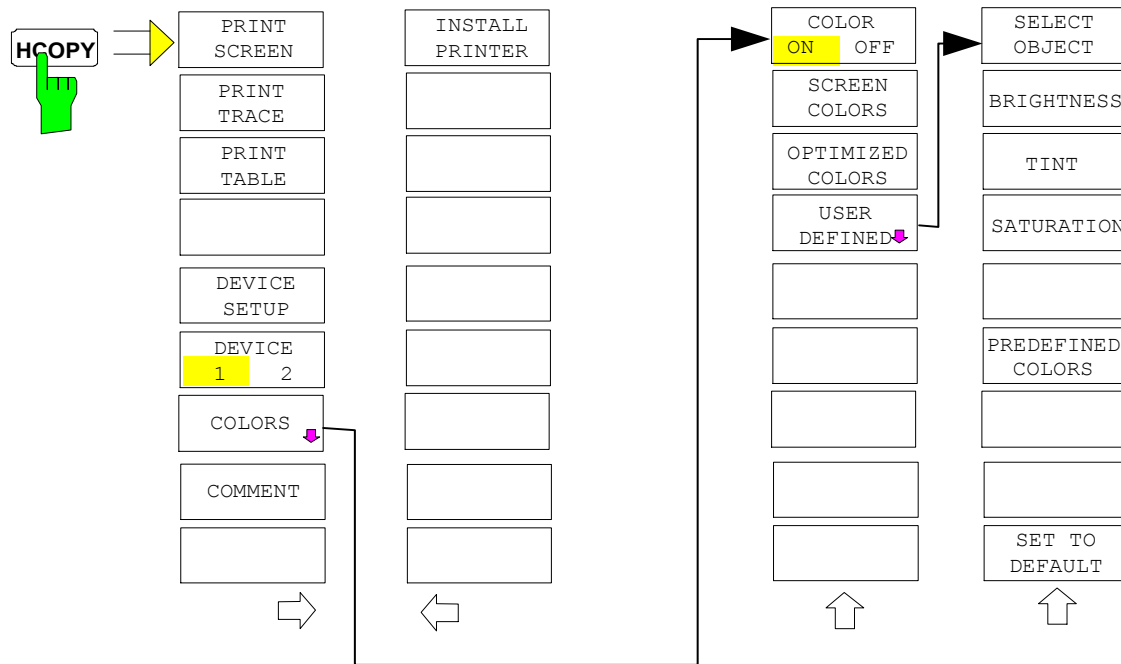 HCOPY
PRINT
SCREEN
PRINT
TRACE
PRINT
TABLE
DEVICE
SETUP
DEVICE
1 2
COLORS
COMMENT
INSTALL
PRINTER
COLOR
ON OFF
SCREEN
COLORS
OPTIMIZED
COLORS
USER
DEFINED
SELECT
OBJECT
BRIGHTNESS
TINT
SATURATION
PREDEFINED
COLORS
SET TO
DEFAULT